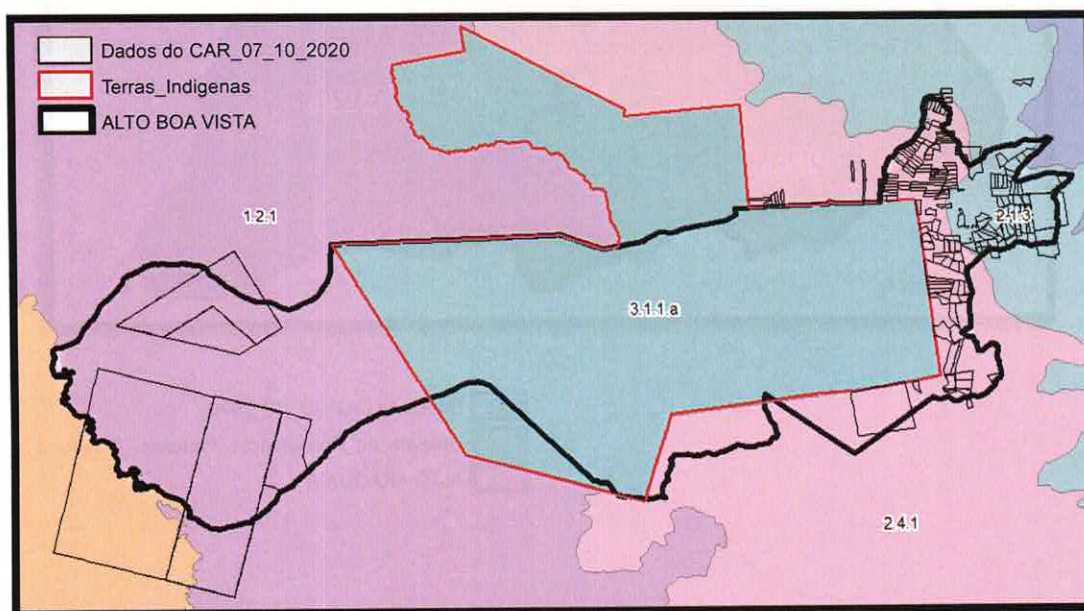 Dados do CAR_07_10_2020
Terras_Indigenas
ALTO BOA VISTA
1.2.1
2.1.3
3.1.1.a
2.4.1